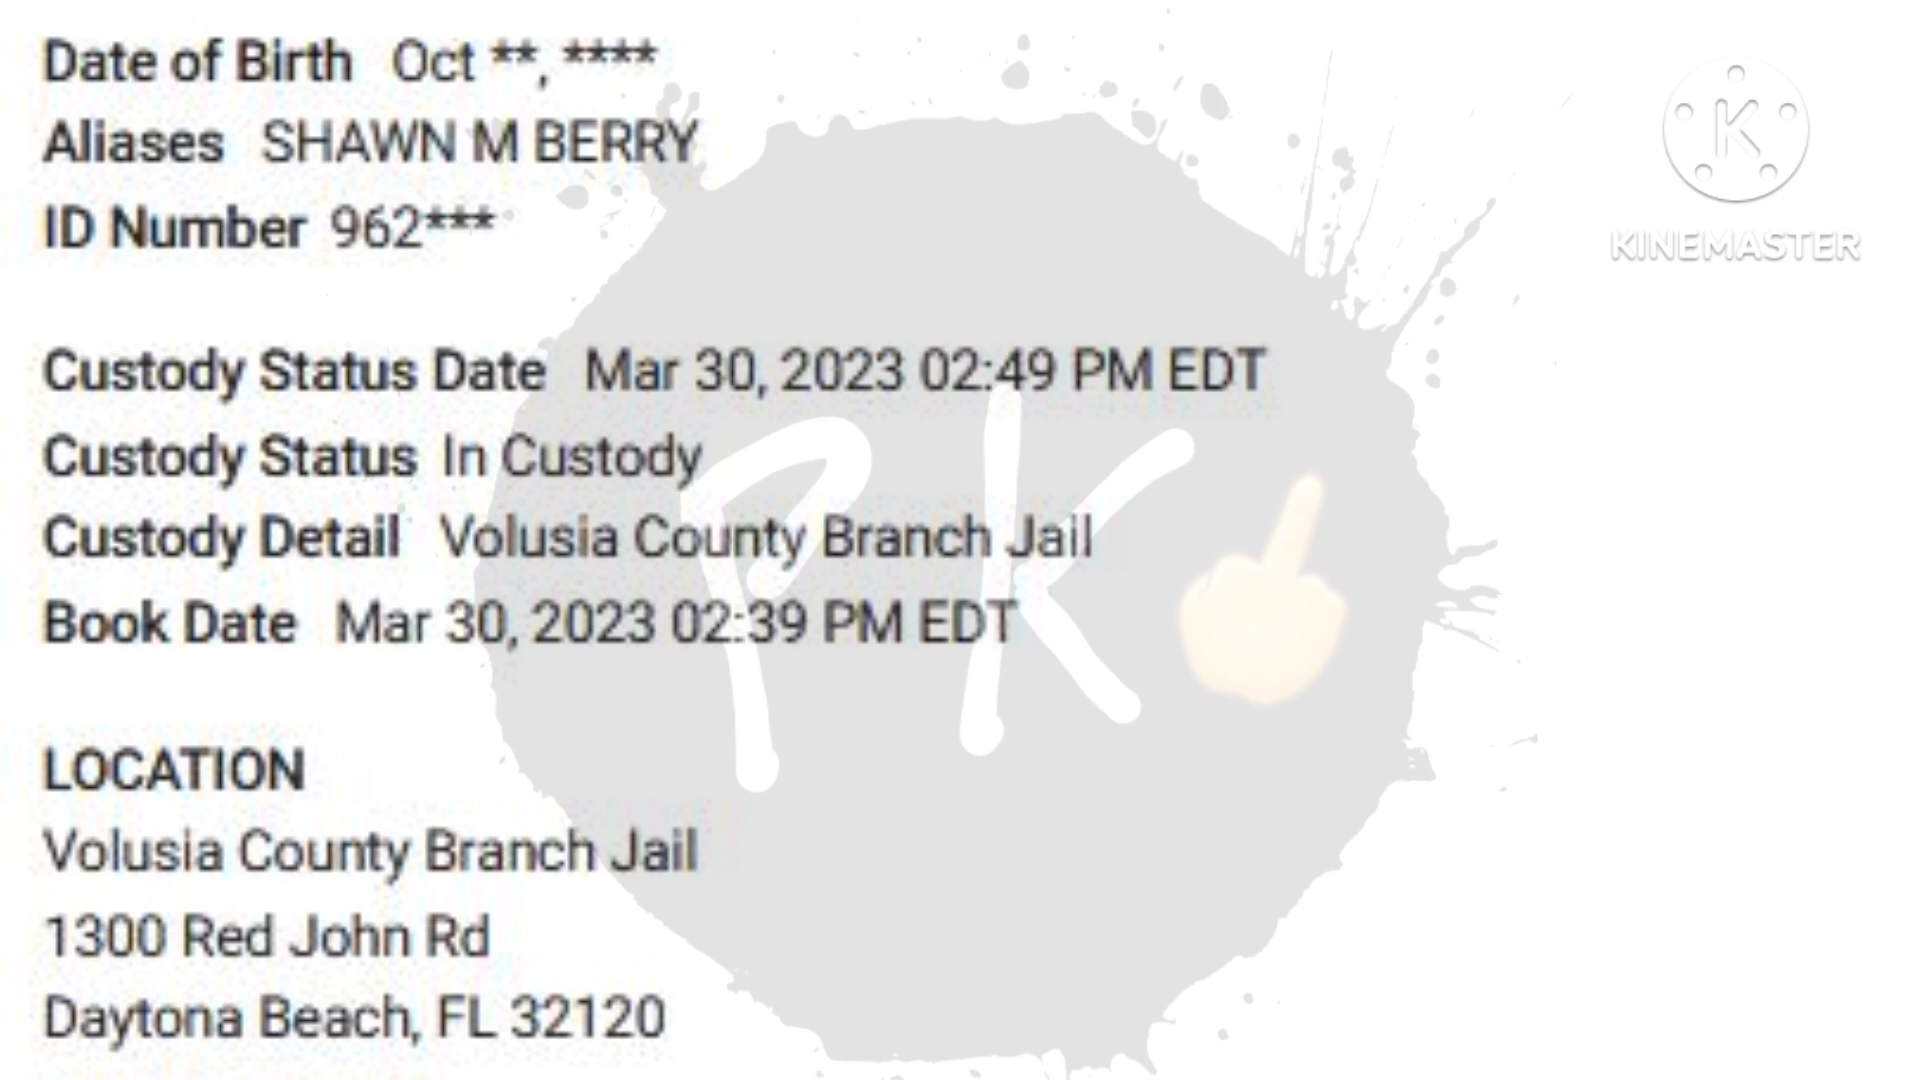 Date of Birth Oct **, ****
Aliases SHAWN M BERRY
ID Number 962***
Custody Status Date Mar 30, 2023 02:49 PM EDT
Custody Status In Custody
Custody Detail Volusia County Branch Jail
Book Date Mar 30, 2023 02:39 PM EDT
LOCATION
Volusia County Branch Jail
1300 Red John Rd
Daytona Beach, FL 32120
PK
K
KINEMASTER